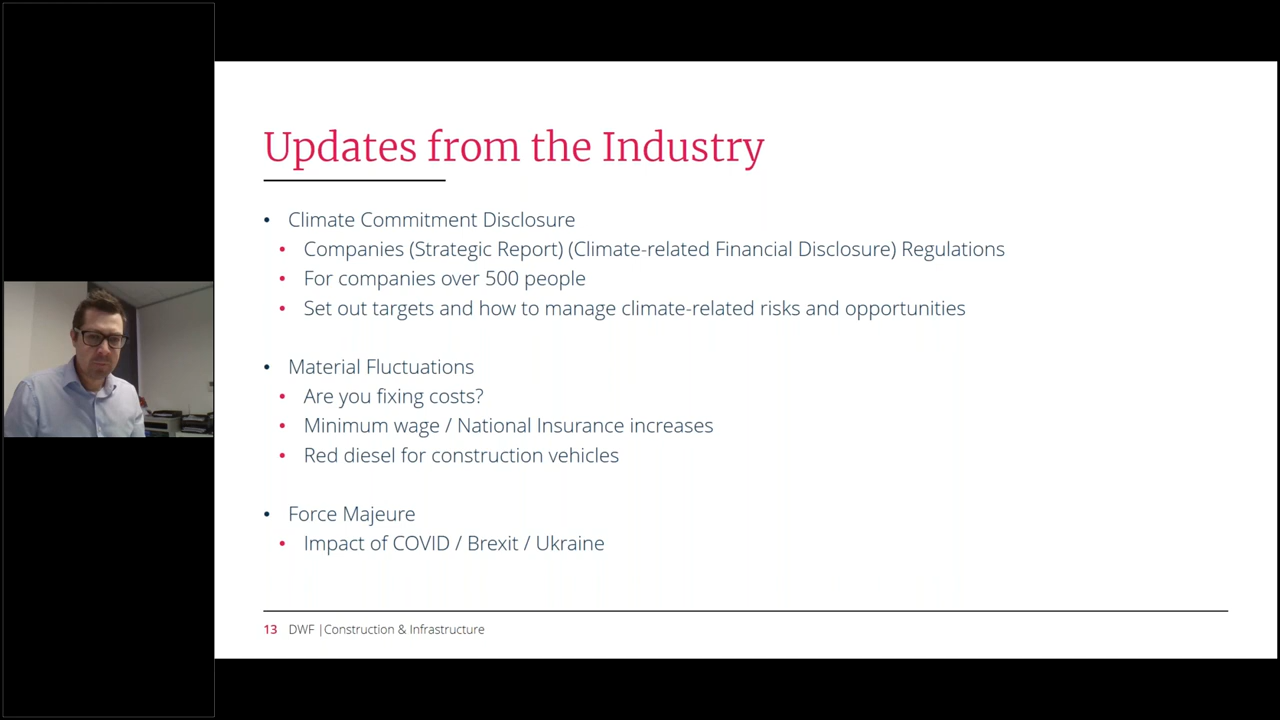 Updates from the Industry
• Climate Commitment Disclosure
• Companies (Strategic Report) (Climate-related Financial Disclosure) Regulations
• For companies over 500 people
• Set out targets and how to manage climate-related risks and opportunities
• Material Fluctuations
• Are you fixing costs?
• Minimum wage / National Insurance increases
• Red diesel for construction vehicles
• Force Majeure
• Impact of COVID / Brexit / Ukraine
13 DWF |Construction & Infrastructure